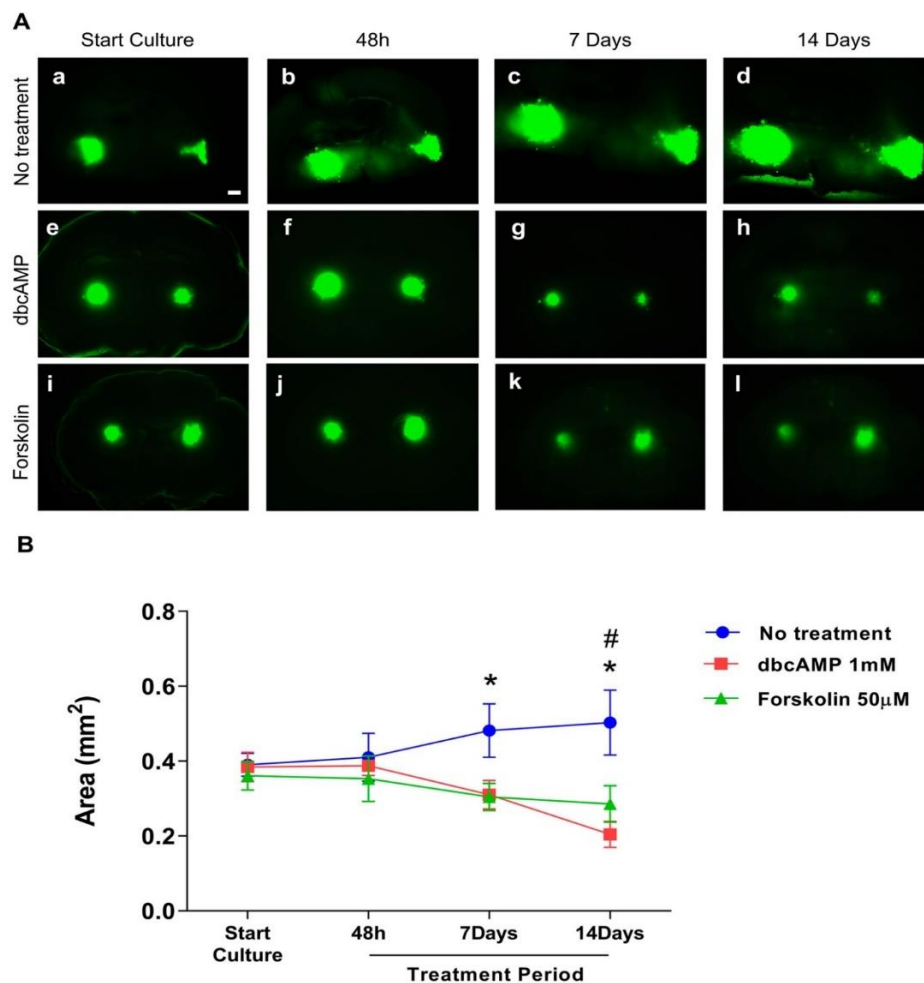 A
Start Culture 48h 7 Days 14 Days
No treatment
a b c d
dbcAMP
e f g h
Forskolin
i j k l
B
Area (mm²)
0.8
0.6
0.4
0.2
0.0
*
#
*
No treatment
dbcAMP 1mM
Forskolin 50µM
Start
Culture
48h
7Days
14Days
Treatment Period